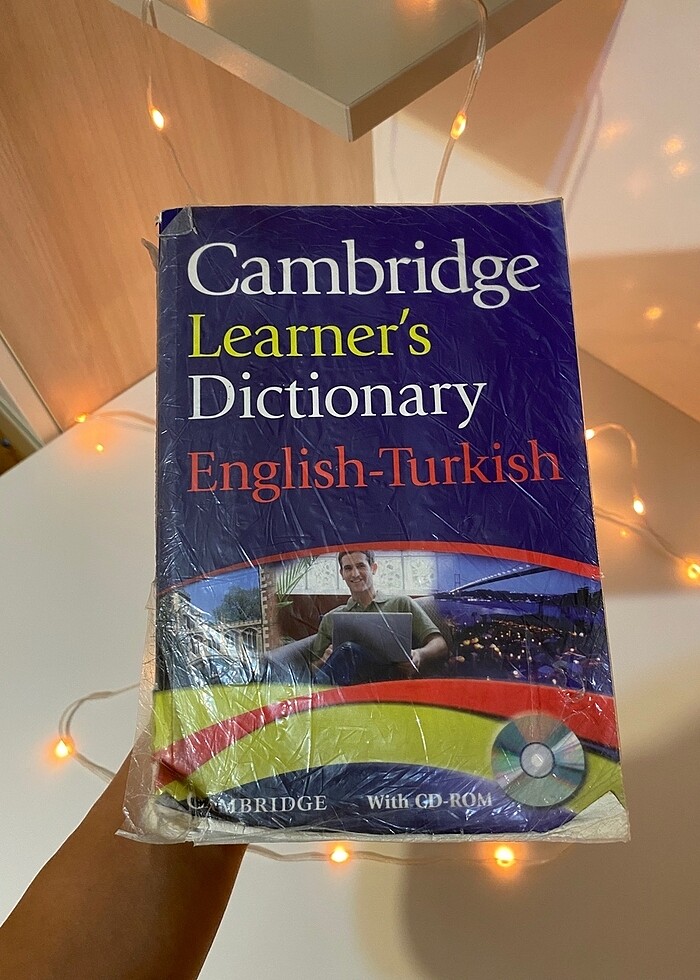 Cambridge
Learner's
Dictionary
English-Turkish
CAMBRIDGE With CD-ROM